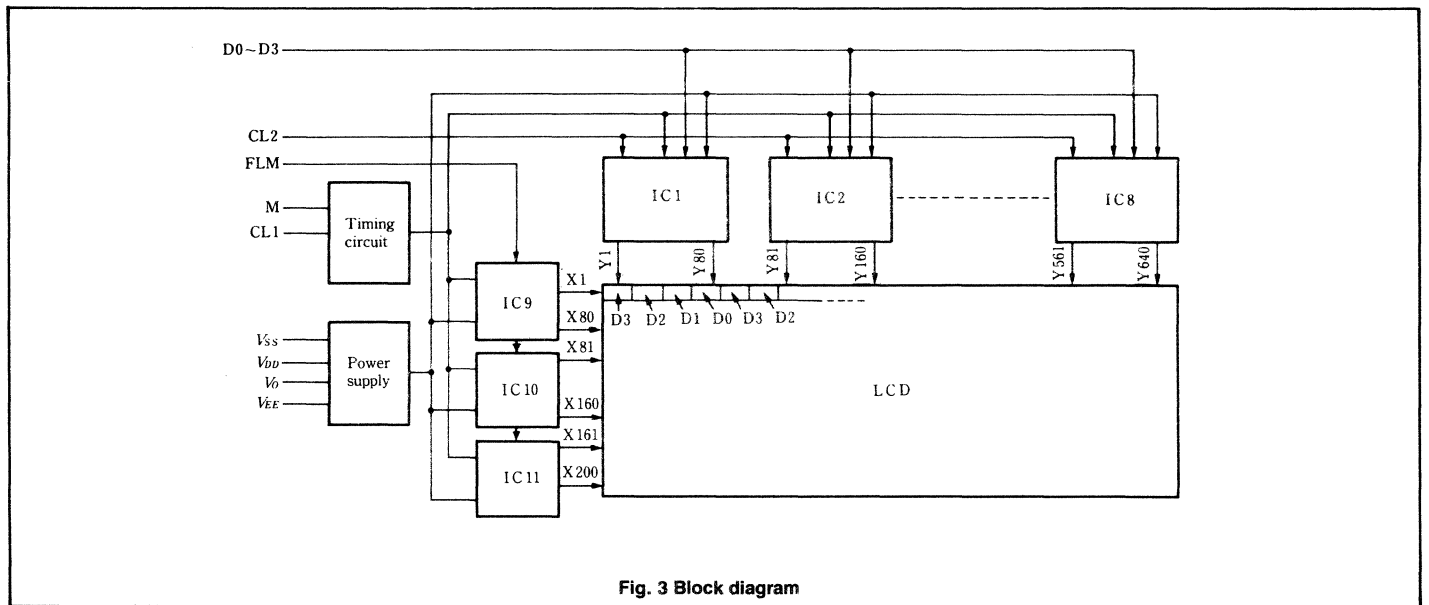 D0~D3
CL2
FLM
M
CL1
Timing
circuit
VSS
VDD
VO
VEE
Power
supply
IC1
IC2
IC8
Y1
Y80
Y81
Y160
Y561
Y640
IC9
IC10
IC11
X1
X80
X81
X160
X161
X200
D3 D2 D1 D0 D3 D2
LCD
Fig. 3 Block diagram